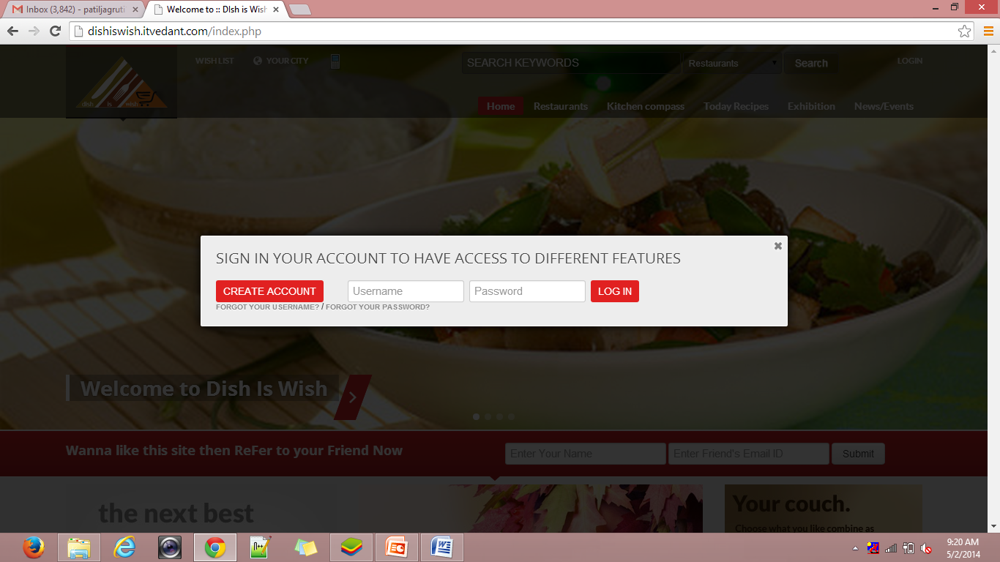 Inbox (3,842) - patiljagruti
Welcome to :: DIsh is Wish
dishiswish.itvedant.com/index.php
WISH LIST YOUR CITY SEARCH KEYWORDS Restaurants Search LOGIN
dish is wish
Home Restaurants Kitchen compass Today Recipes Exhibition News/Events
SIGN IN YOUR ACCOUNT TO HAVE ACCESS TO DIFFERENT FEATURES
CREATE ACCOUNT Username Password LOG IN
FORGOT YOUR USERNAME? / FORGOT YOUR PASSWORD?
Welcome to Dish Is Wish
Wanna like this site then ReFer to your Friend Now Enter Your Name Enter Friend's Email ID Submit
the next best
Your couch.
Choose what you like combine as
9:20 AM
5/2/2014